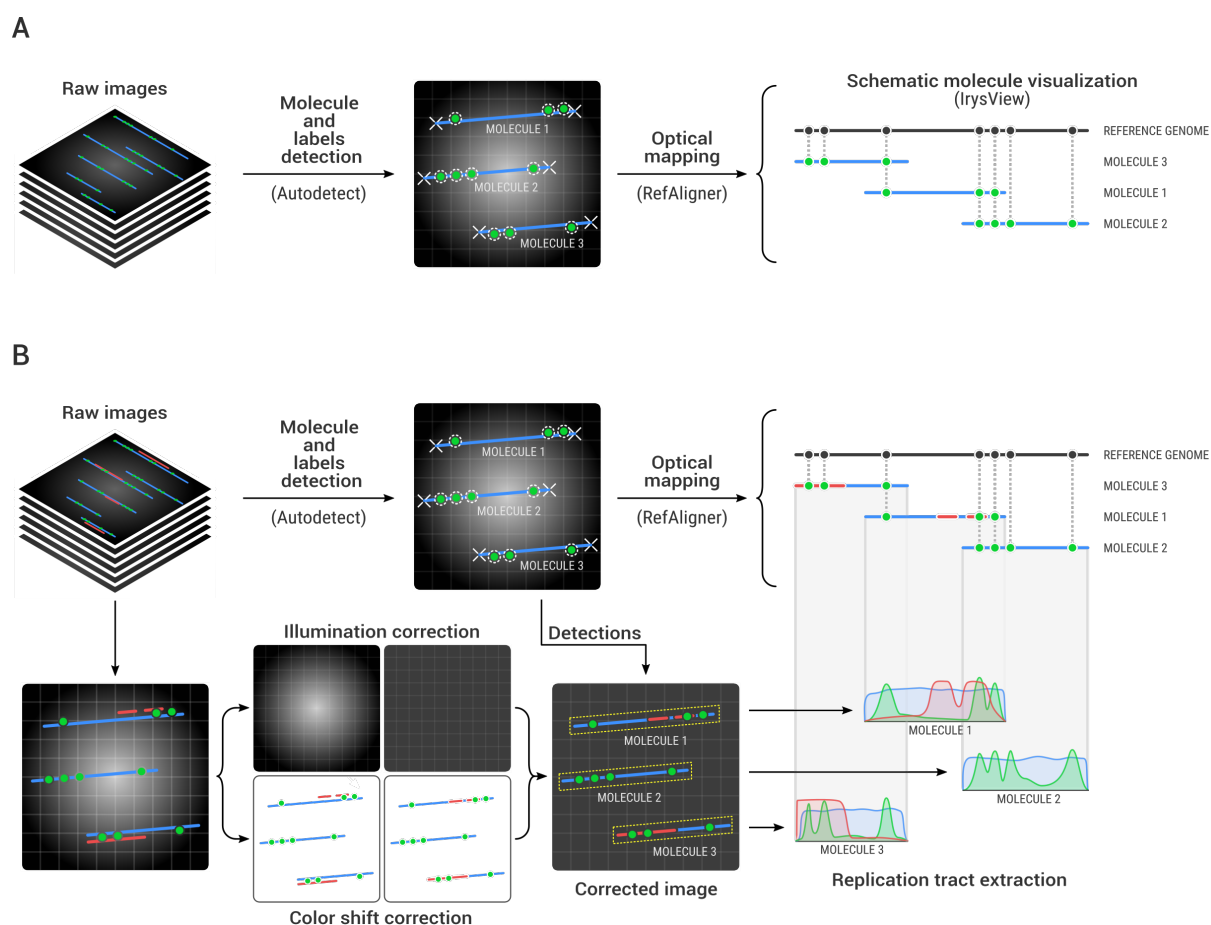 A
Raw images
Molecule
and
labels
detection
(Autodetect)
MOLECULE 1
MOLECULE 2
MOLECULE 3
Optical
mapping
(RefAligner)
Schematic molecule visualization
(IrysView)
REFERENCE GENOME
MOLECULE 3
MOLECULE 1
MOLECULE 2
B
Raw images
Molecule
and
labels
detection
(Autodetect)
MOLECULE 1
MOLECULE 2
MOLECULE 3
Optical
mapping
(RefAligner)
REFERENCE GENOME
MOLECULE 3
MOLECULE 1
MOLECULE 2
Illumination correction
Detections
Color shift correction
MOLECULE 1
MOLECULE 2
MOLECULE 3
Corrected image
MOLECULE 1
MOLECULE 2
MOLECULE 3
Replication tract extraction